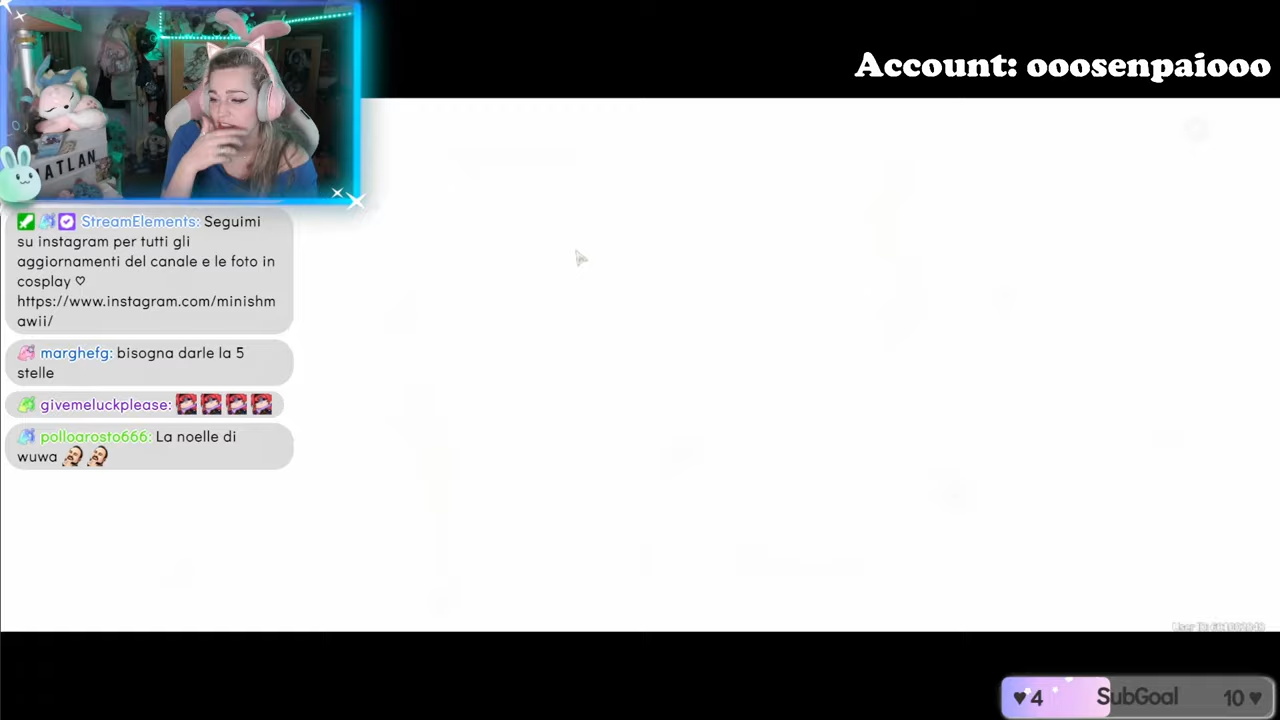 Account: ooosenpaiooo
ATLAN
StreamElements: Seguimi
su instagram per tutti gli
aggiornamenti del canale e le foto in
cosplay ♡
https://www.instagram.com/minishm
awii/
marghefg: bisogna darle la 5
stelle
givemeluckplease:
polloarosto666: La noelle di
wuwa
♥ 4 SubGoal 10 ♥